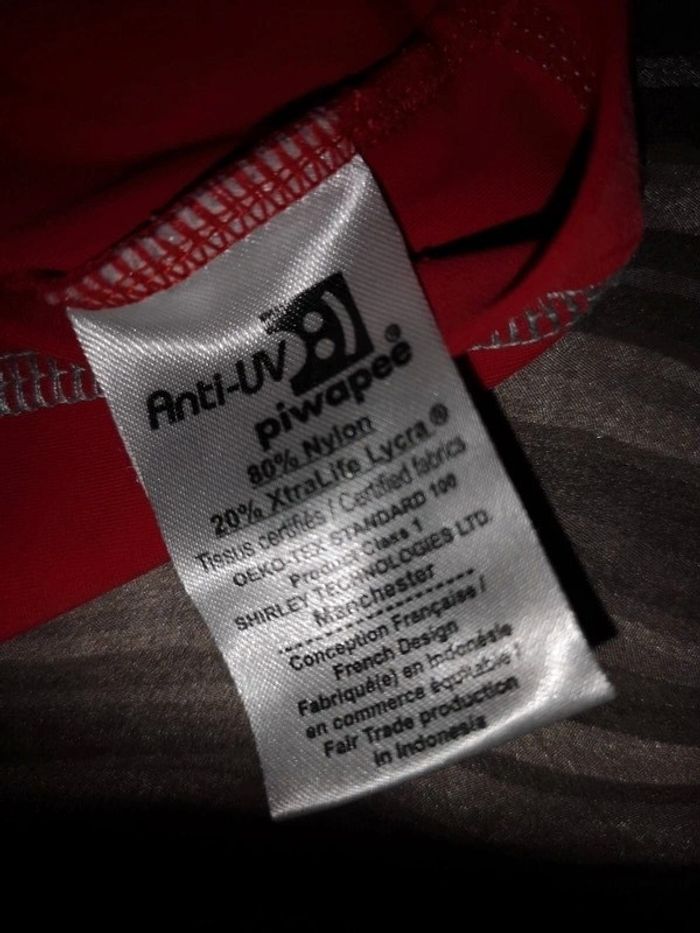 Anti-UV
piwapee®
80% Nylon
20% XtraLife Lycra ®
Tissus certifiés / Certified fabrics
OEKO-TEX STANDARD 100
Product Class 1
SHIRLEY TECHNOLOGIES LTD.
Manchester
Conception Française /
French Design
Fabriqué(e) en Indonésie
en commerce équitable /
Fair Trade production
in Indonesia